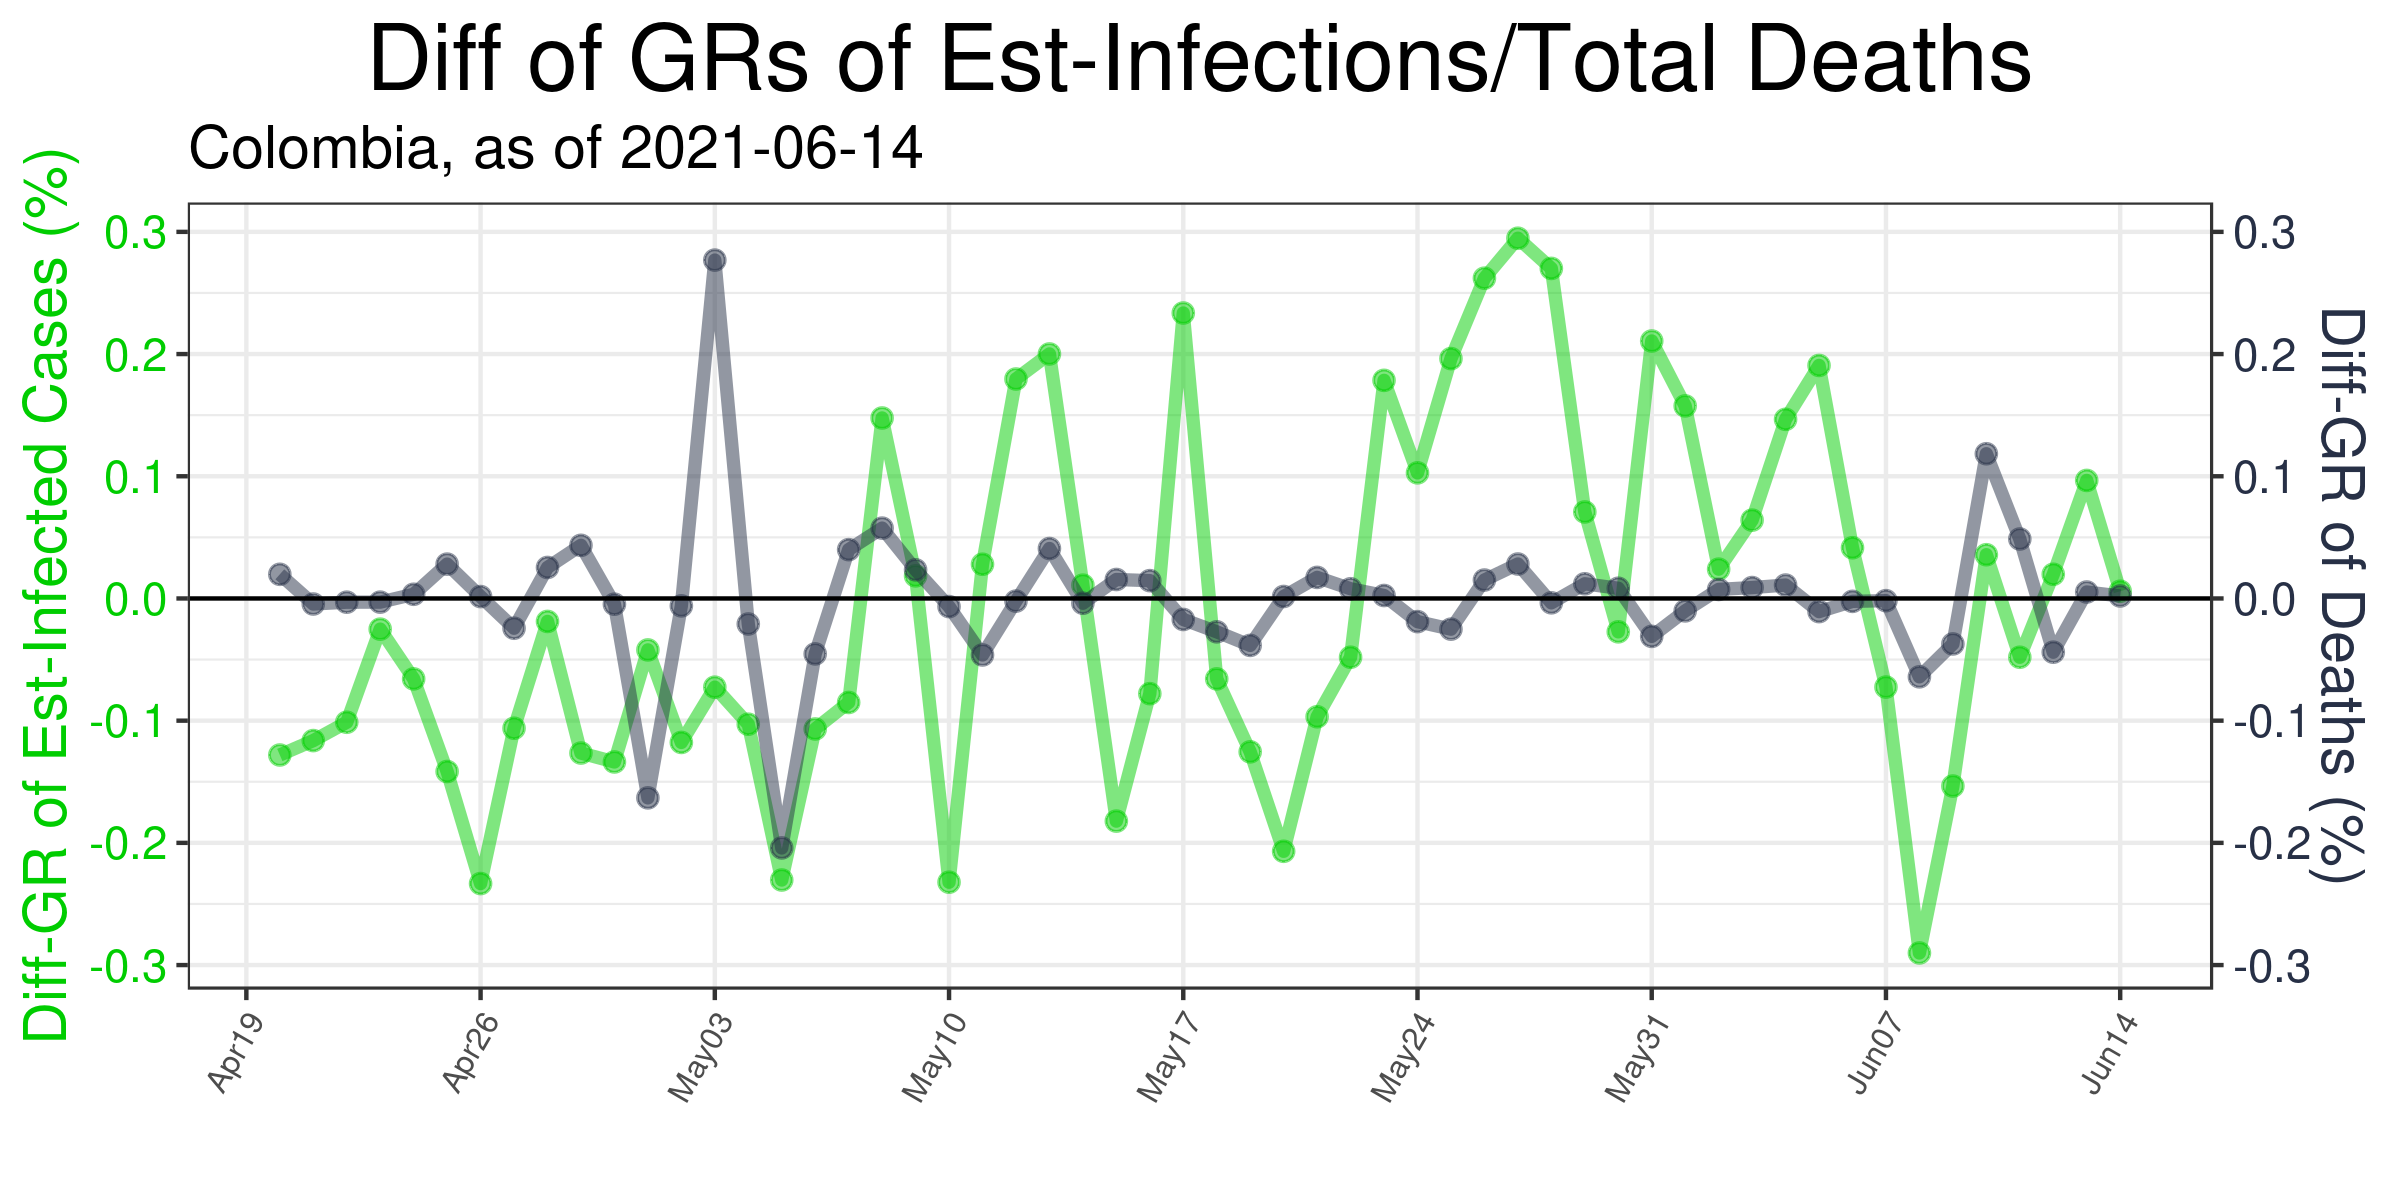 Diff of GRs of Est-Infections/Total Deaths
Colombia, as of 2021-06-14
Diff-GR of Est-Infected Cases (%)
0.3
0.2
0.1
0.0
-0.1
-0.2
-0.3
0.3
0.2
0.1
0.0
-0.1
-0.2
-0.3
Diff-GR of Deaths (%)
Apr19
Apr26
May03
May10
May17
May24
May31
Jun07
Jun14